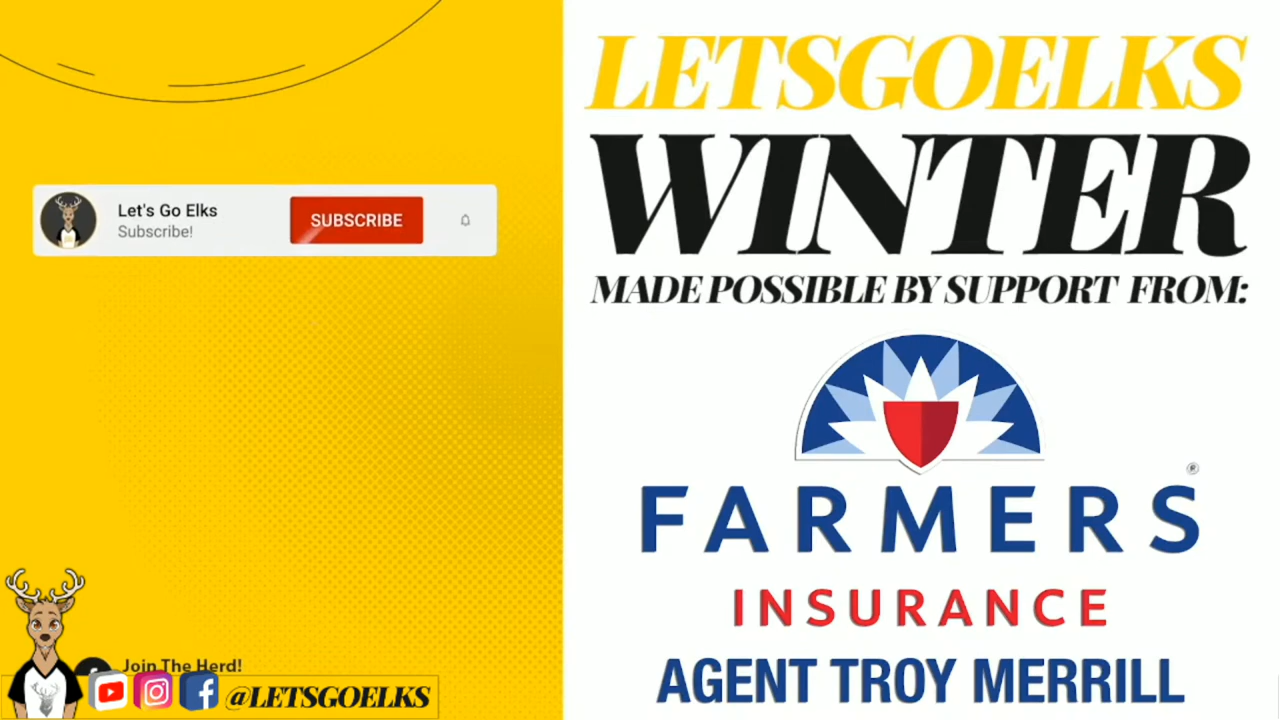 LETSGOELKS
WINTER
MADE POSSIBLE BY SUPPORT FROM:
Let's Go Elks
Subscribe!
SUBSCRIBE
FARMERS
®
INSURANCE
AGENT TROY MERRILL
Join The Herd!
@LETSGOELKS